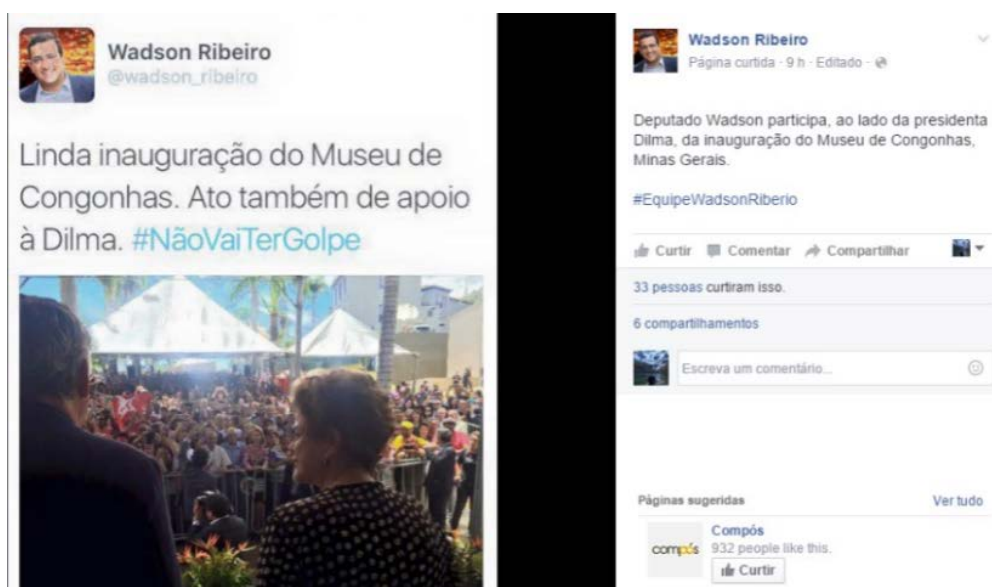 Wadson Ribeiro
@wadson_ribeiro
Linda inauguração do Museu de
Congonhas. Ato também de apoio
à Dilma. #NãoVaiTerGolpe
Wadson Ribeiro
Página curtida · 9 h · Editado ·
Deputado Wadson participa, ao lado da presidenta
Dilma, da inauguração do Museu de Congonhas,
Minas Gerais.
#EquipeWadsonRiberio
Curtir Comentar Compartilhar
33 pessoas curtiram isso.
6 compartilhamentos
Escreva um comentário...
Páginas sugeridas Ver tudo
Compós
compós 932 people like this.
Curtir